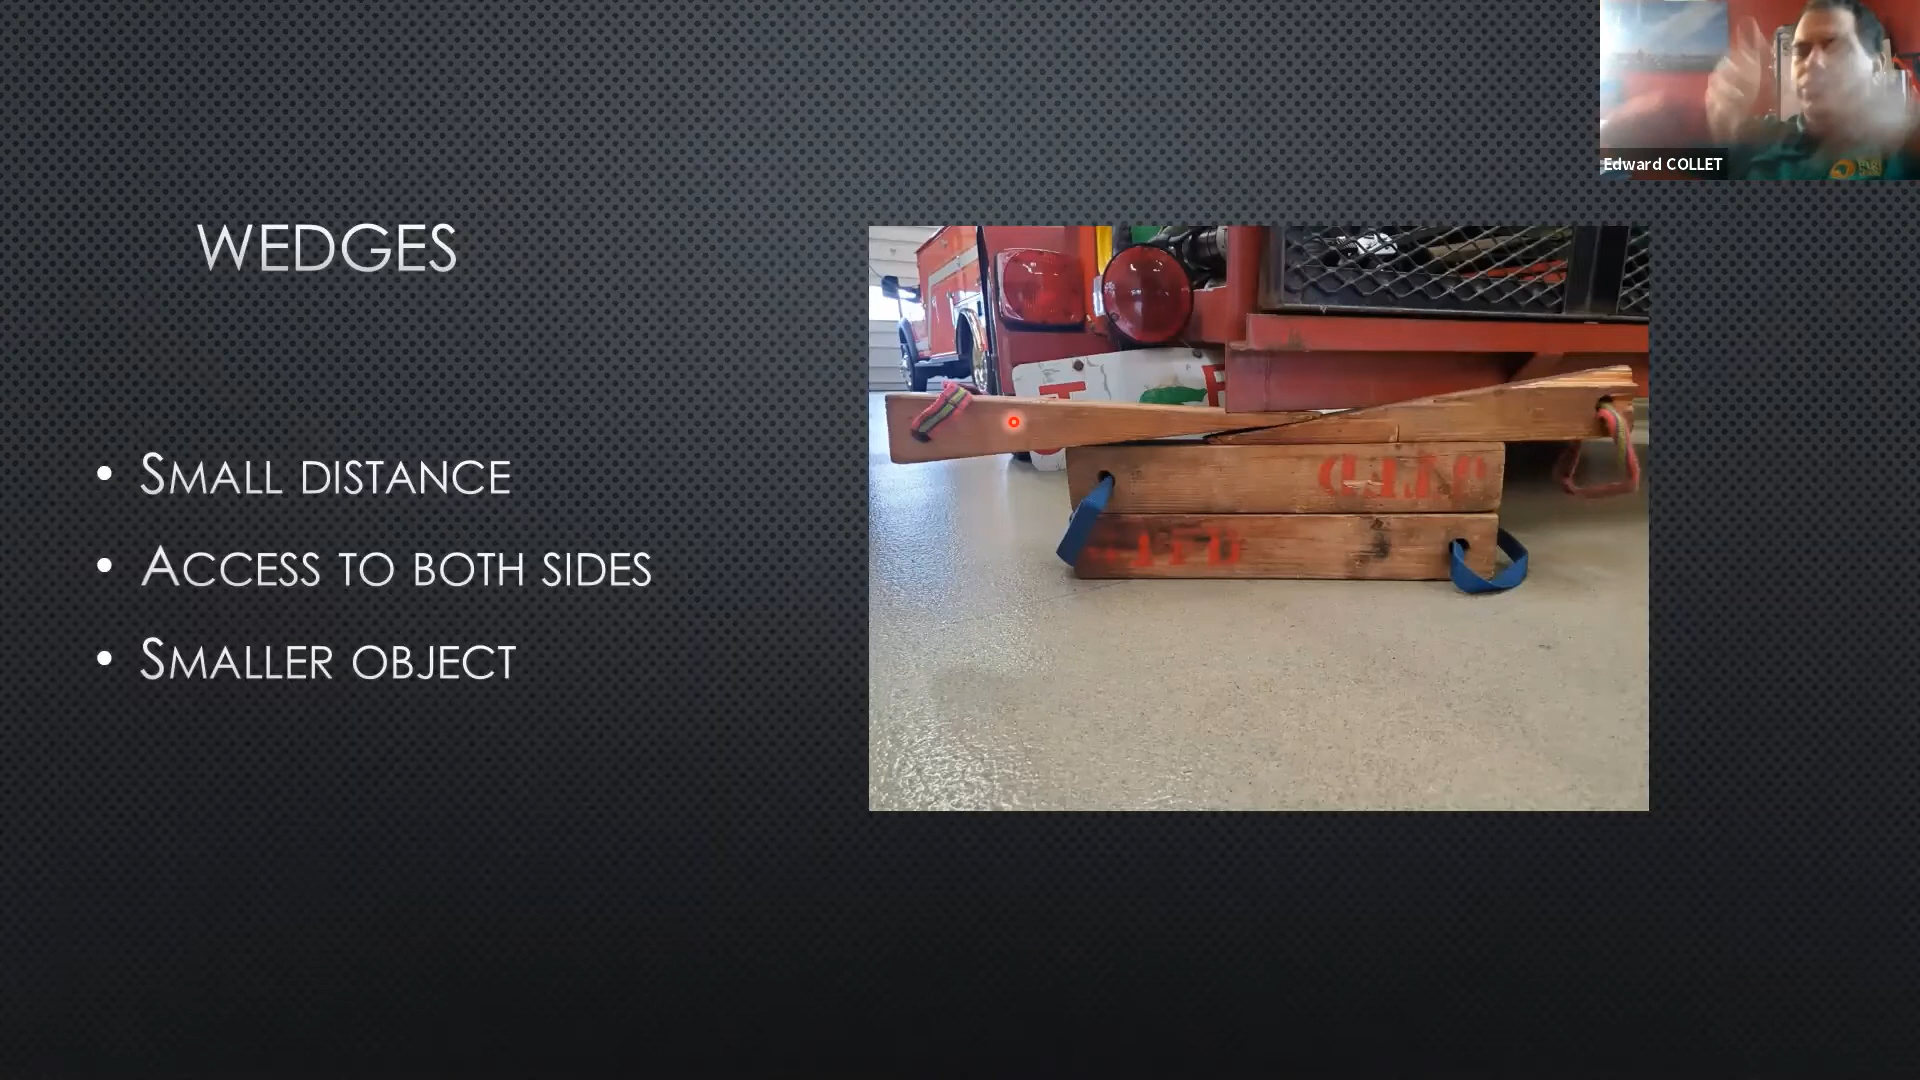 Edward COLLET
WEDGES
• SMALL DISTANCE
• ACCESS TO BOTH SIDES
• SMALLER OBJECT